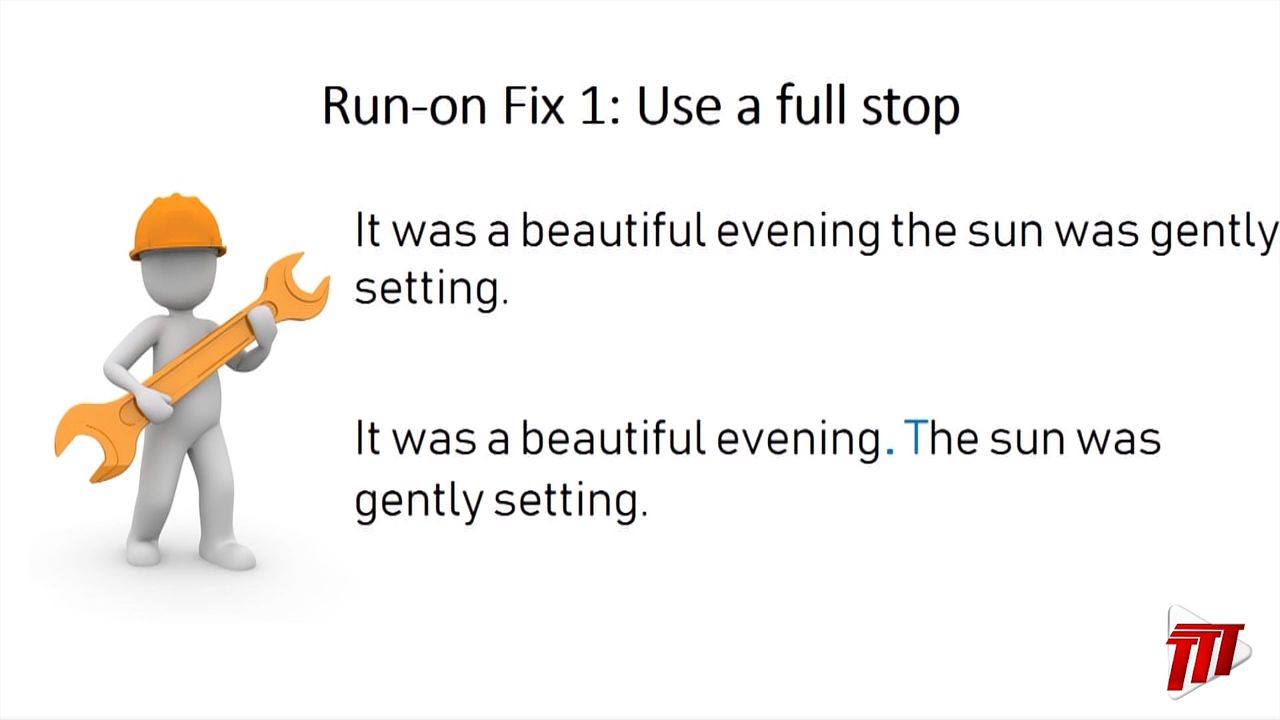 Run-on Fix 1: Use a full stop
It was a beautiful evening the sun was gently
setting.
It was a beautiful evening. The sun was
gently setting.
TTT